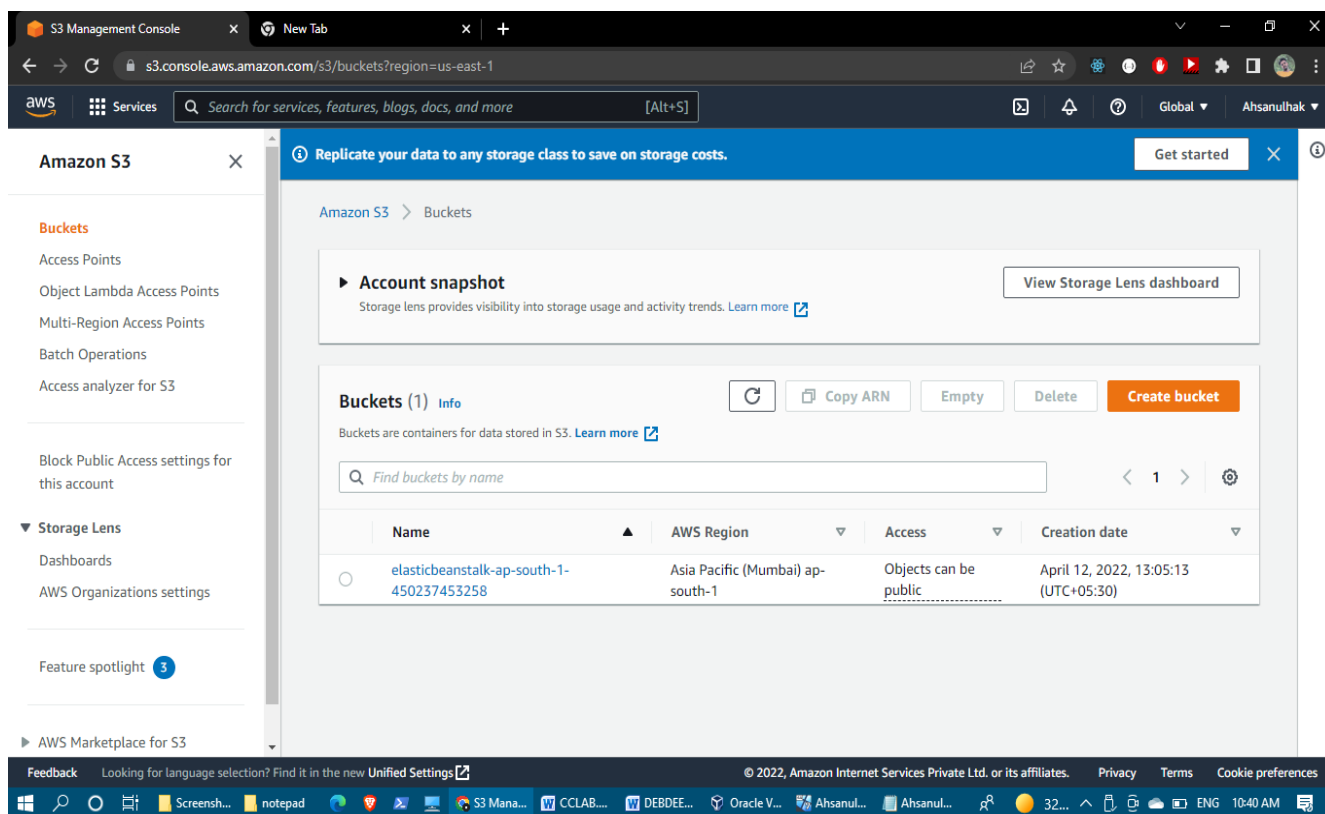 S3 Management Console
New Tab
s3.console.aws.amazon.com/s3/buckets?region=us-east-1
aws
Services
Search for services, features, blogs, docs, and more
[Alt+S]
Global
Ahsanulhak
Amazon S3
Buckets
Access Points
Object Lambda Access Points
Multi-Region Access Points
Batch Operations
Access analyzer for S3
Block Public Access settings for
this account
Storage Lens
Dashboards
AWS Organizations settings
Feature spotlight 3
AWS Marketplace for S3
Replicate your data to any storage class to save on storage costs.
Get started
Amazon S3 > Buckets
Account snapshot
Storage lens provides visibility into storage usage and activity trends. Learn more
View Storage Lens dashboard
Buckets (1) Info
Copy ARN
Empty
Delete
Create bucket
Buckets are containers for data stored in S3. Learn more
Find buckets by name
1
Name
AWS Region
Access
Creation date
elasticbeanstalk-ap-south-1-
450237453258
Asia Pacific (Mumbai) ap-
south-1
Objects can be
public
April 12, 2022, 13:05:13
(UTC+05:30)
Feedback
Looking for language selection? Find it in the new Unified Settings
© 2022, Amazon Internet Services Private Ltd. or its affiliates.
Privacy
Terms
Cookie preferences
Screensh...
notepad
S3 Mana...
CCLAB....
DEBDEE...
Oracle V...
Ahsanul...
Ahsanul...
32...
ENG
10:40 AM